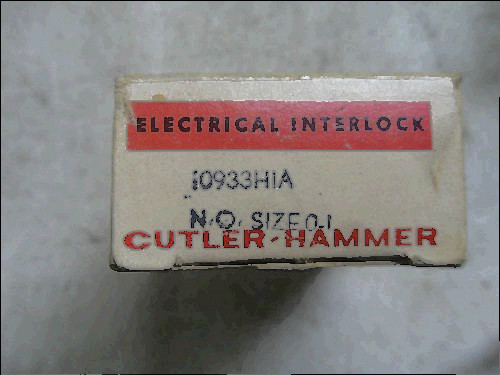 ELECTRICAL INTERLOCK
10933H1A
N.O. SIZE 0.1
CUTLER-HAMMER